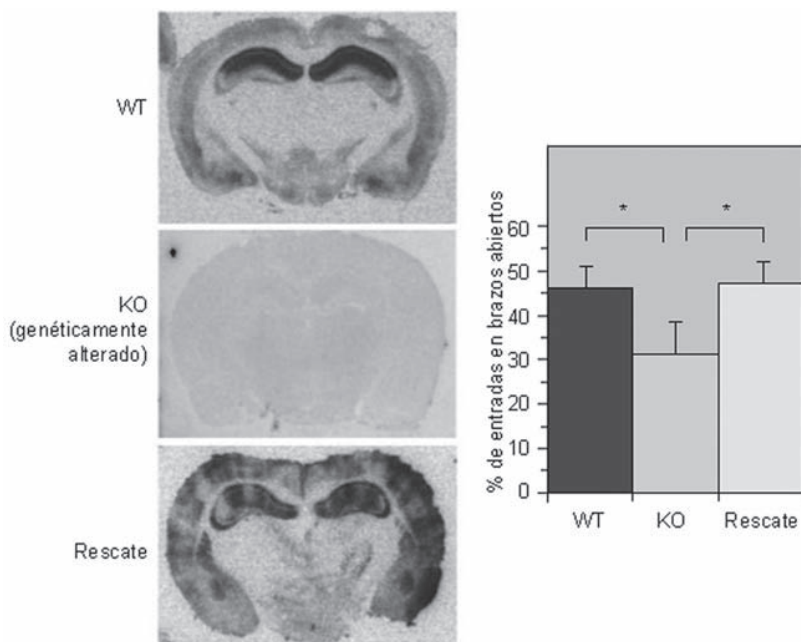 WT
KO
(genéticamente
alterado)
Rescate
% de entradas en brazos abiertos
60
50
40
30
20
10
0
* *
WT KO Rescate